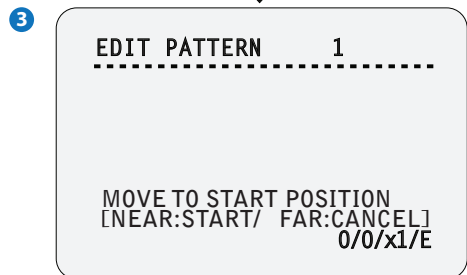 3
EDIT PATTERN 1
MOVE TO START POSITION
[NEAR:START/ FAR:CANCEL]
0/0/x1/E